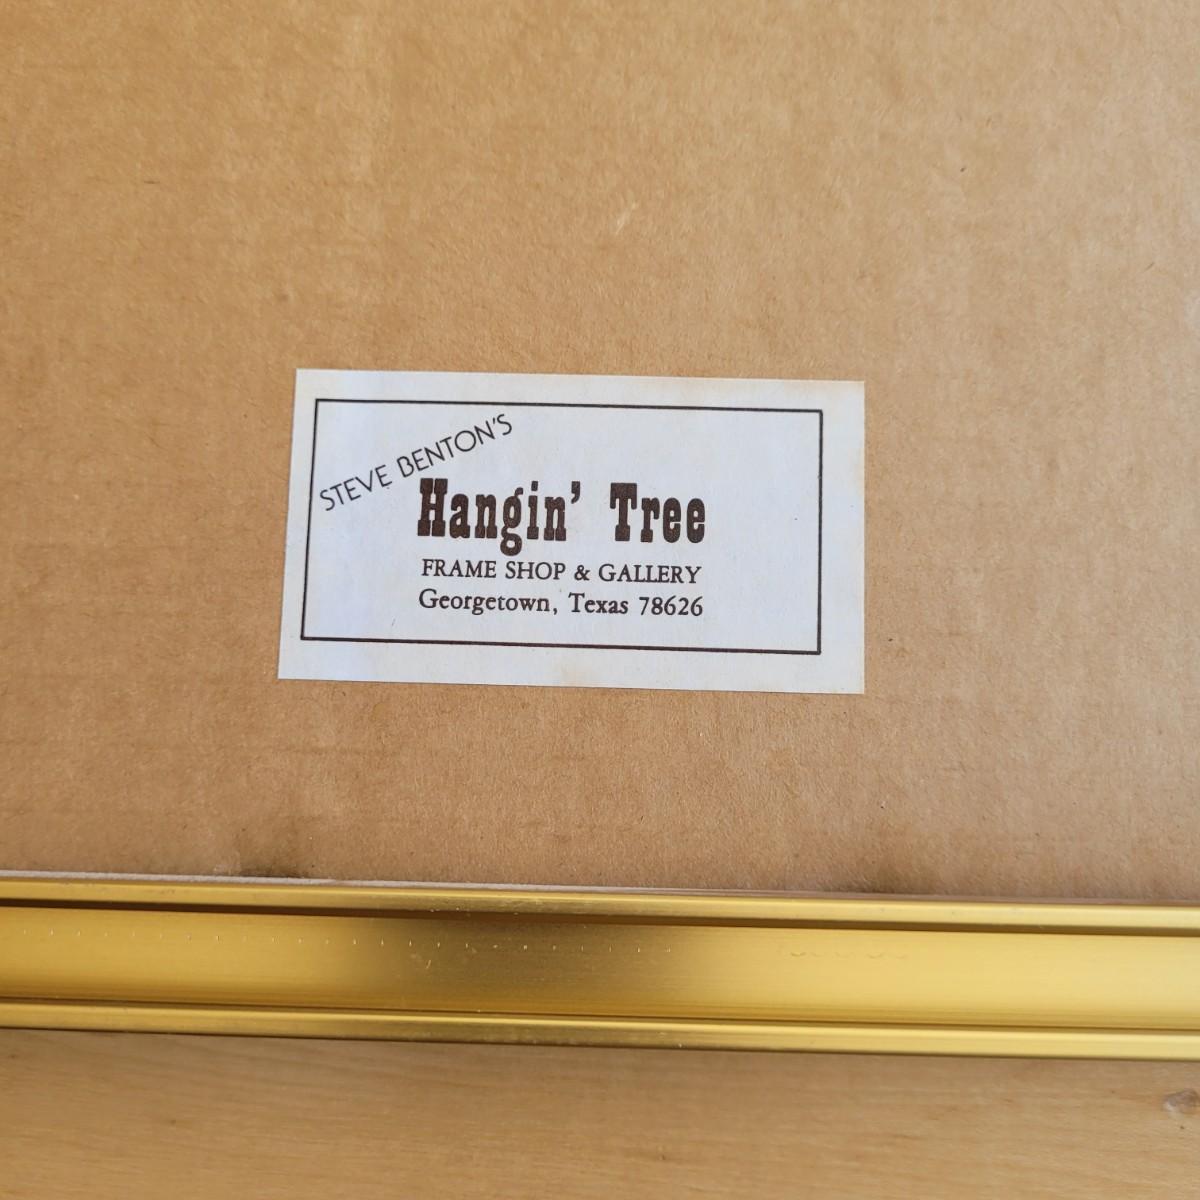 STEVE BENTON'S
Hangin' Tree
FRAME SHOP & GALLERY
Georgetown, Texas 78626